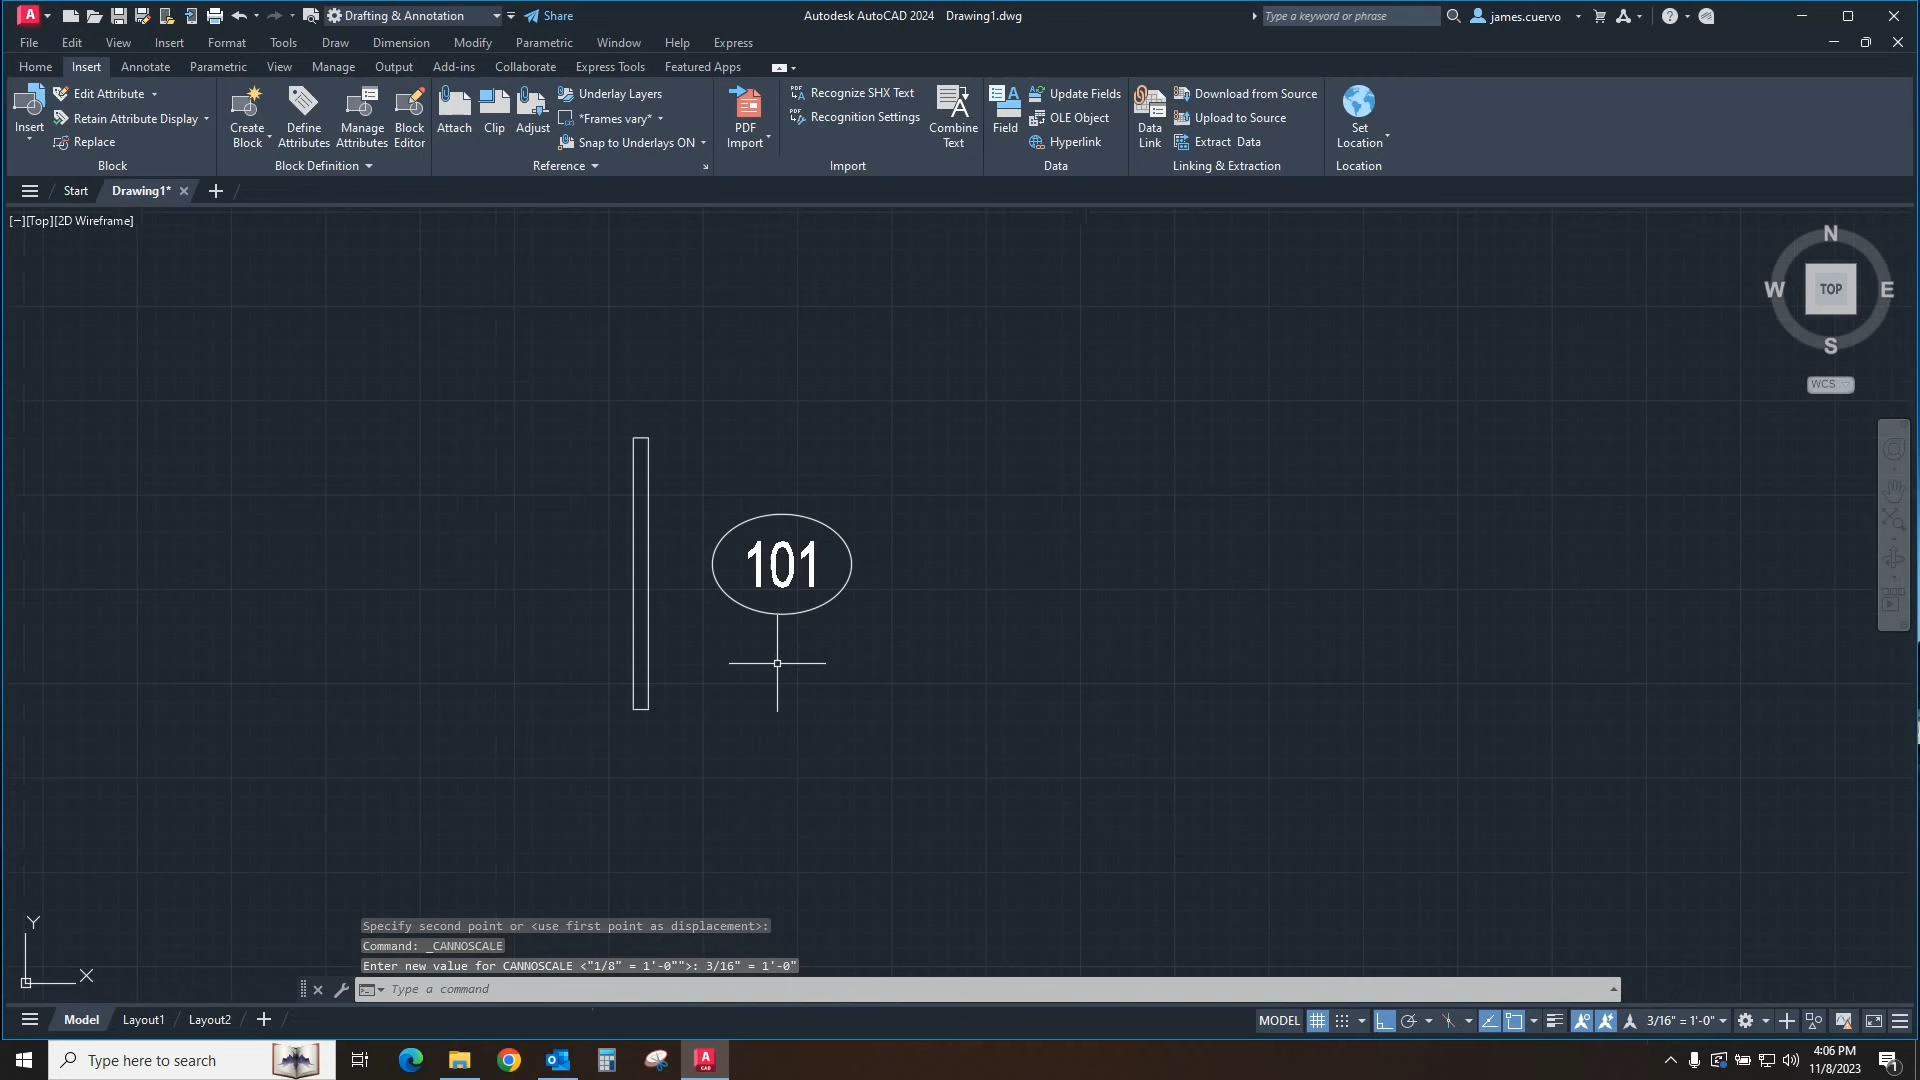 Drafting & Annotation
Share
Autodesk AutoCAD 2024 Drawing1.dwg
Type a keyword or phrase
james.cuervo
File Edit View Insert Format Tools Draw Dimension Modify Parametric Window Help Express
Home Insert Annotate Parametric View Manage Output Add-ins Collaborate Express Tools Featured Apps
Insert
Edit Attribute
Retain Attribute Display
Replace
Block
Create Block
Define Attributes
Manage Attributes
Block Editor
Block Definition
Attach
Clip
Adjust
Underlay Layers
*Frames vary*
Snap to Underlays ON
Reference
PDF Import
Recognize SHX Text
Recognition Settings
Combine Text
Import
Field
Update Fields
OLE Object
Hyperlink
Data
Data Link
Download from Source
Upload to Source
Extract Data
Linking & Extraction
Set Location
Location
Start
Drawing1*
[−][Top][2D Wireframe]
N
W
TOP
E
S
WCS
101
Y
X
Specify second point or <use first point as displacement>:
Command: _CANNOSCALE
Enter new value for CANNOSCALE <"1/8" = 1'-0"">: 3/16" = 1'-0"
Type a command
Model
Layout1
Layout2
MODEL
3/16" = 1'-0"
Type here to search
4:06 PM
11/8/2023
1